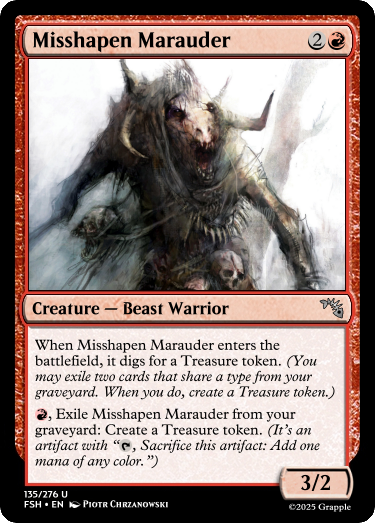 Misshapen Marauder 2
Creature — Beast Warrior
When Misshapen Marauder enters the
battlefield, it digs for a Treasure token. (You
may exile two cards that share a type from your
graveyard. When you do, create a Treasure token.)
, Exile Misshapen Marauder from your
graveyard: Create a Treasure token. (It's an
artifact with “, Sacrifice this artifact: Add one
mana of any color.”)
3/2
135/276 U
FSH • EN Piotr Chrzanowski
©2025 Grapple